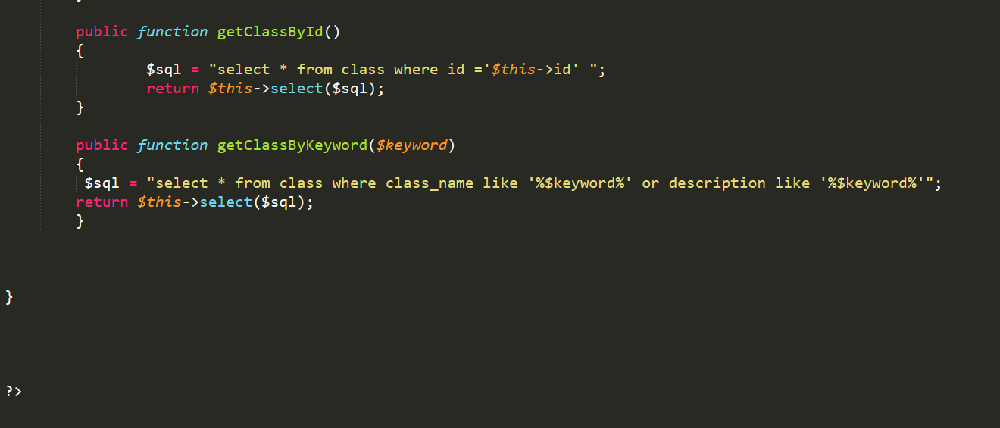 public function getClassById()
{
$sql = "select * from class where id ='$this->id' ";
return $this->select($sql);
}
public function getClassByKeyword($keyword)
{
$sql = "select * from class where class_name like '%$keyword%' or description like '%$keyword%'";
return $this->select($sql);
}
}
?>